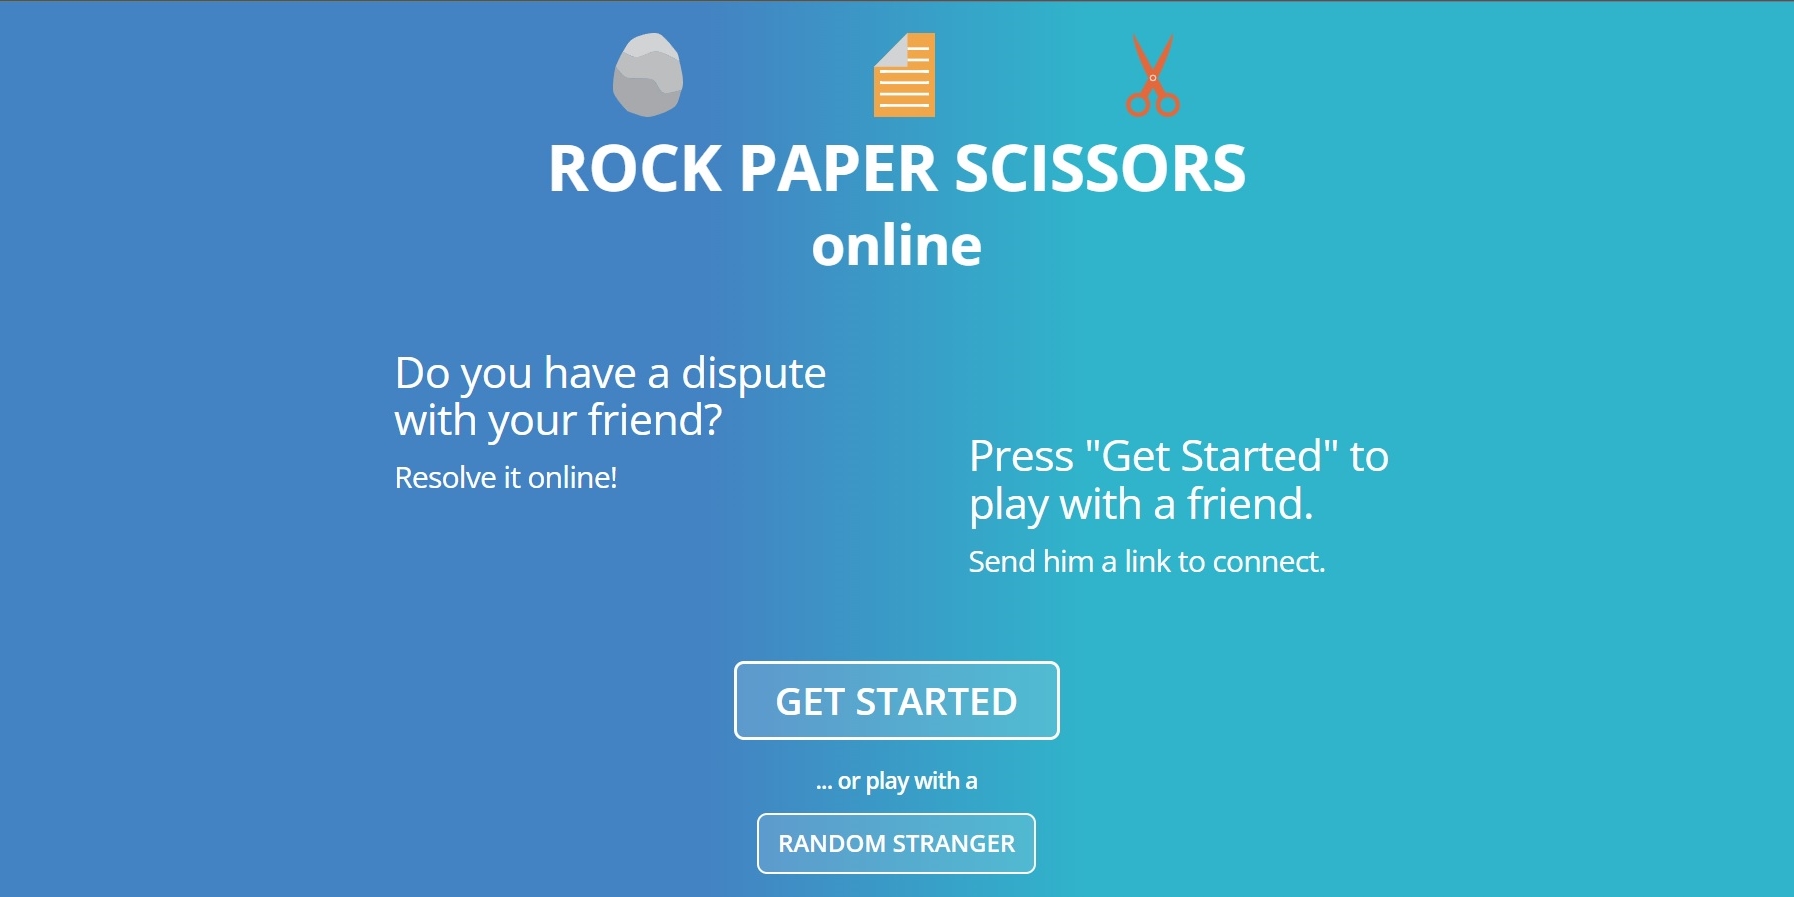 ROCK PAPER SCISSORS
online
Do you have a dispute
with your friend?
Resolve it online!
Press "Get Started" to
play with a friend.
Send him a link to connect.
GET STARTED
... or play with a
RANDOM STRANGER